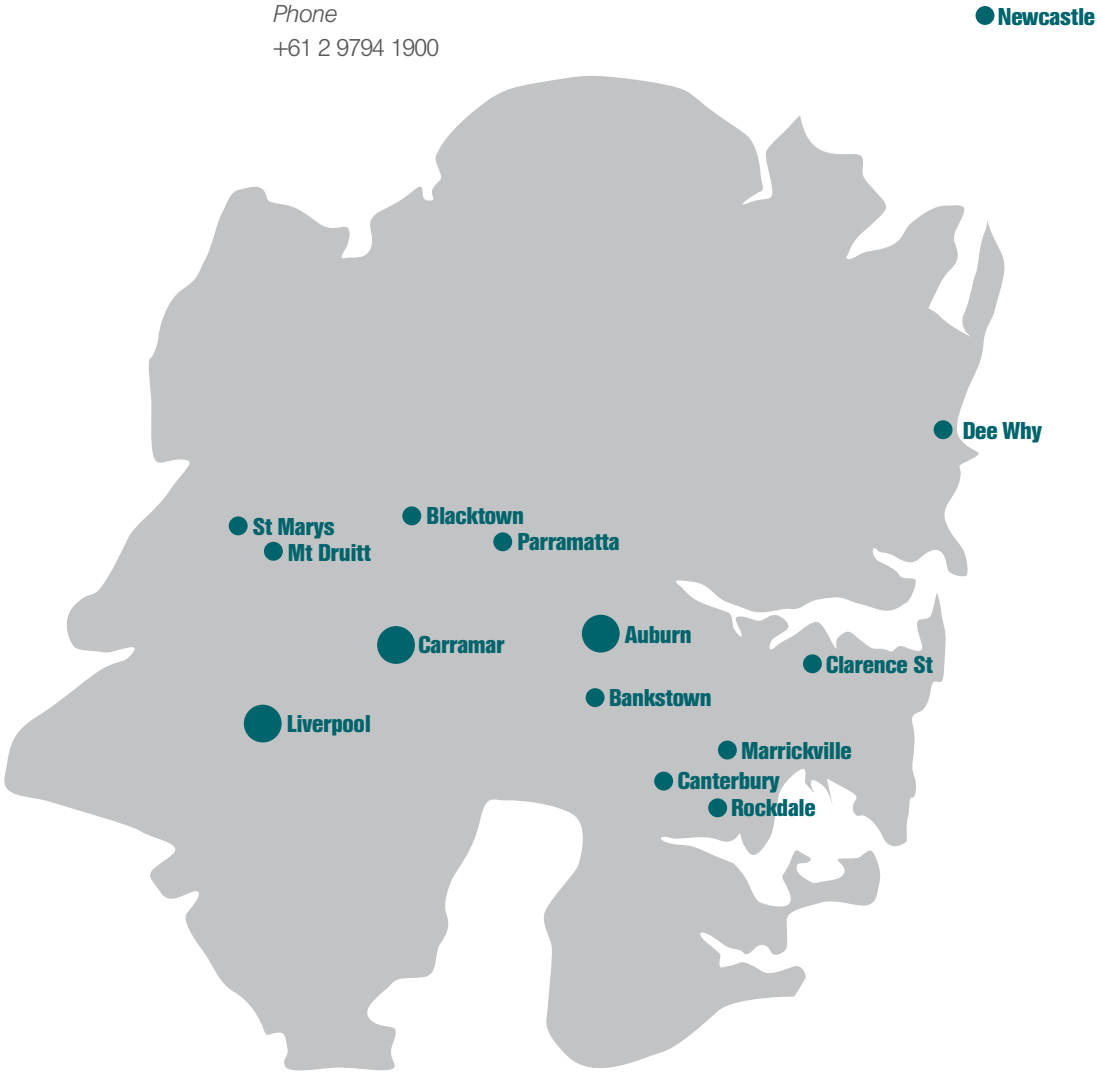 Phone
+61 2 9794 1900
Newcastle
Dee Why
Blacktown
St Marys
Parramatta
Mt Druitt
Auburn
Carramar
Clarence St
Bankstown
Liverpool
Marrickville
Canterbury
Rockdale